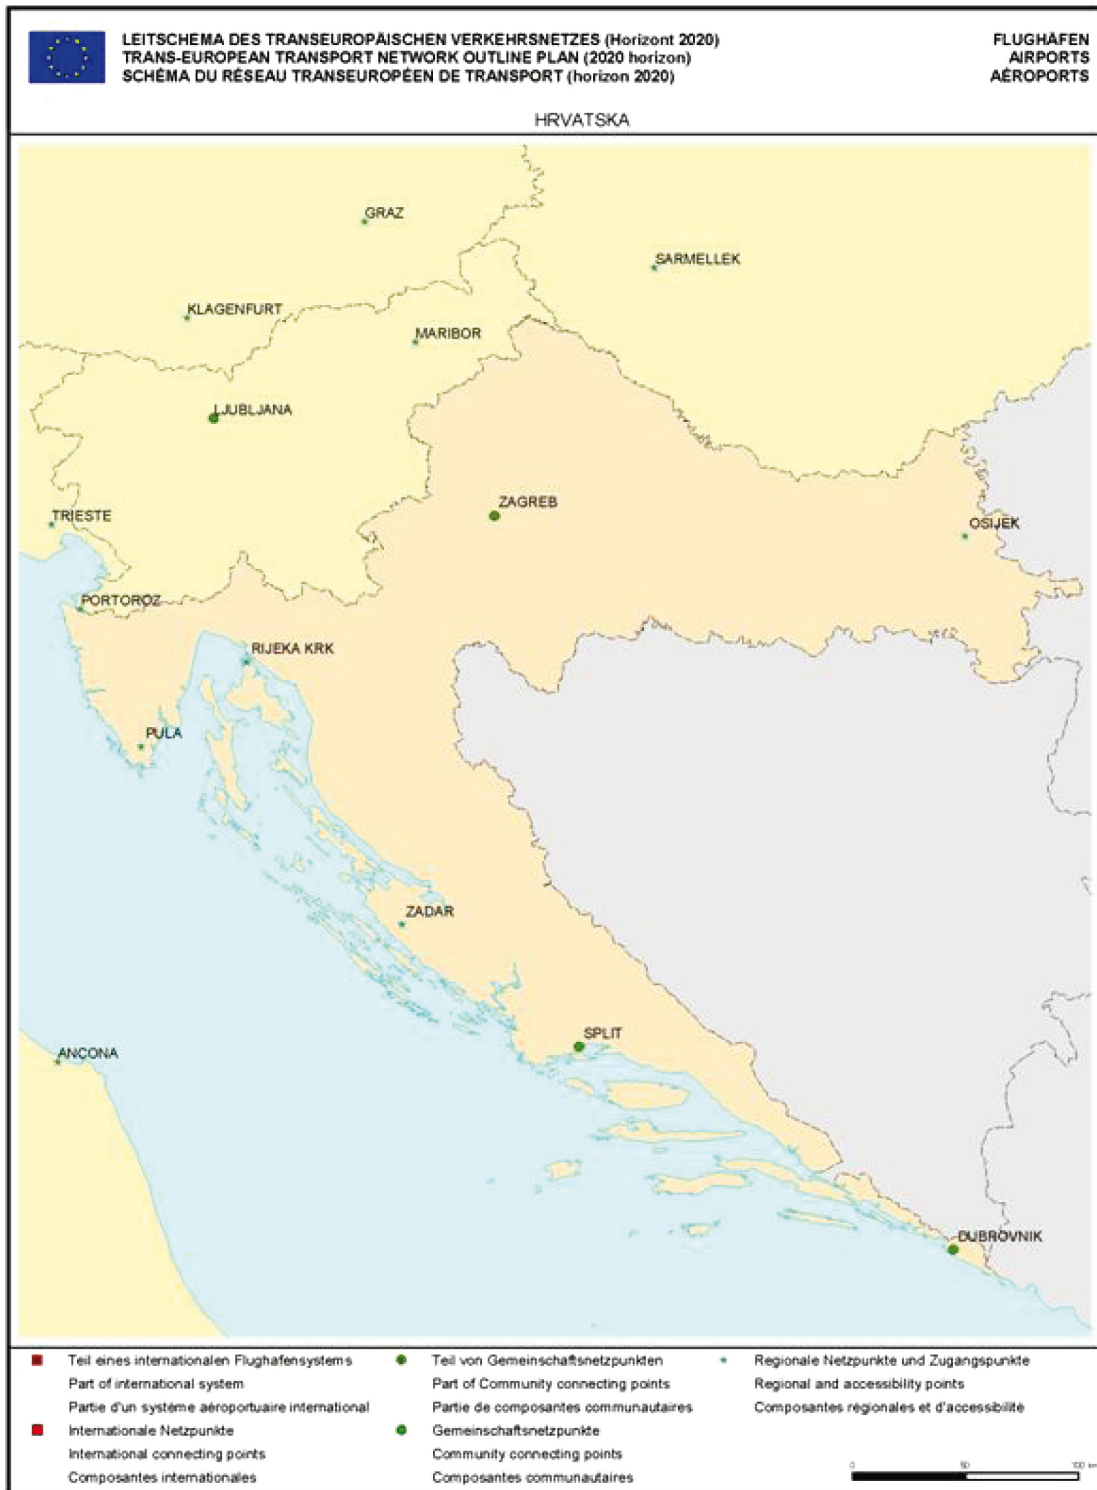 LEITSCHEMA DES TRANSEUROPÄISCHEN VERKEHRSNETZES (Horizont 2020)
TRANS-EUROPEAN TRANSPORT NETWORK OUTLINE PLAN (2020 horizon)
SCHÉMA DU RÉSEAU TRANSEUROPÉEN DE TRANSPORT (horizon 2020)
FLUGHÄFEN
AIRPORTS
AÉROPORTS
HRVATSKA
GRAZ
SARMELLEK
KLAGENFURT
MARIBOR
LJUBLJANA
ZAGREB
TRIESTE
OSIJEK
PORTOROZ
RIJEKA KRK
PULA
ZADAR
SPLIT
ANCONA
DUBROVNIK
Teil eines internationalen Flughafensystems
Part of international system
Partie d'un système aéroportuaire international
Internationale Netzpunkte
International connecting points
Composantes internationales
Teil von Gemeinschaftsnetzpunkten
Part of Community connecting points
Partie de composantes communautaires
Gemeinschaftsnetzpunkte
Community connecting points
Composantes communautaires
Regionale Netzpunkte und Zugangspunkte
Regional and accessibility points
Composantes régionales et d'accessibilité
0 50 100 km